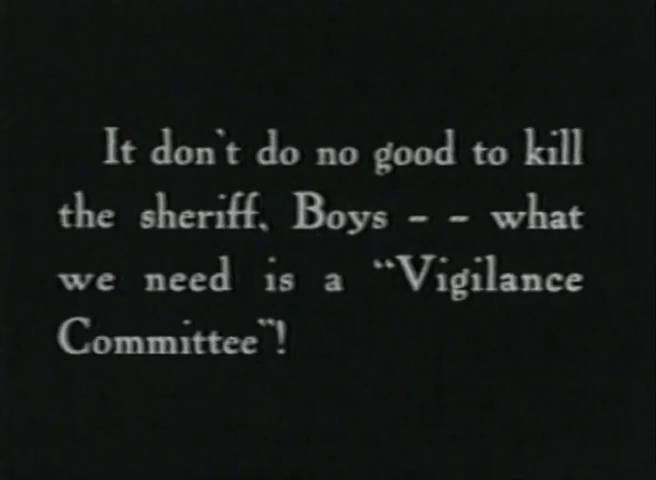 It don't do no good to kill
the sheriff, Boys - - what
we need is a "Vigilance
Committee"!